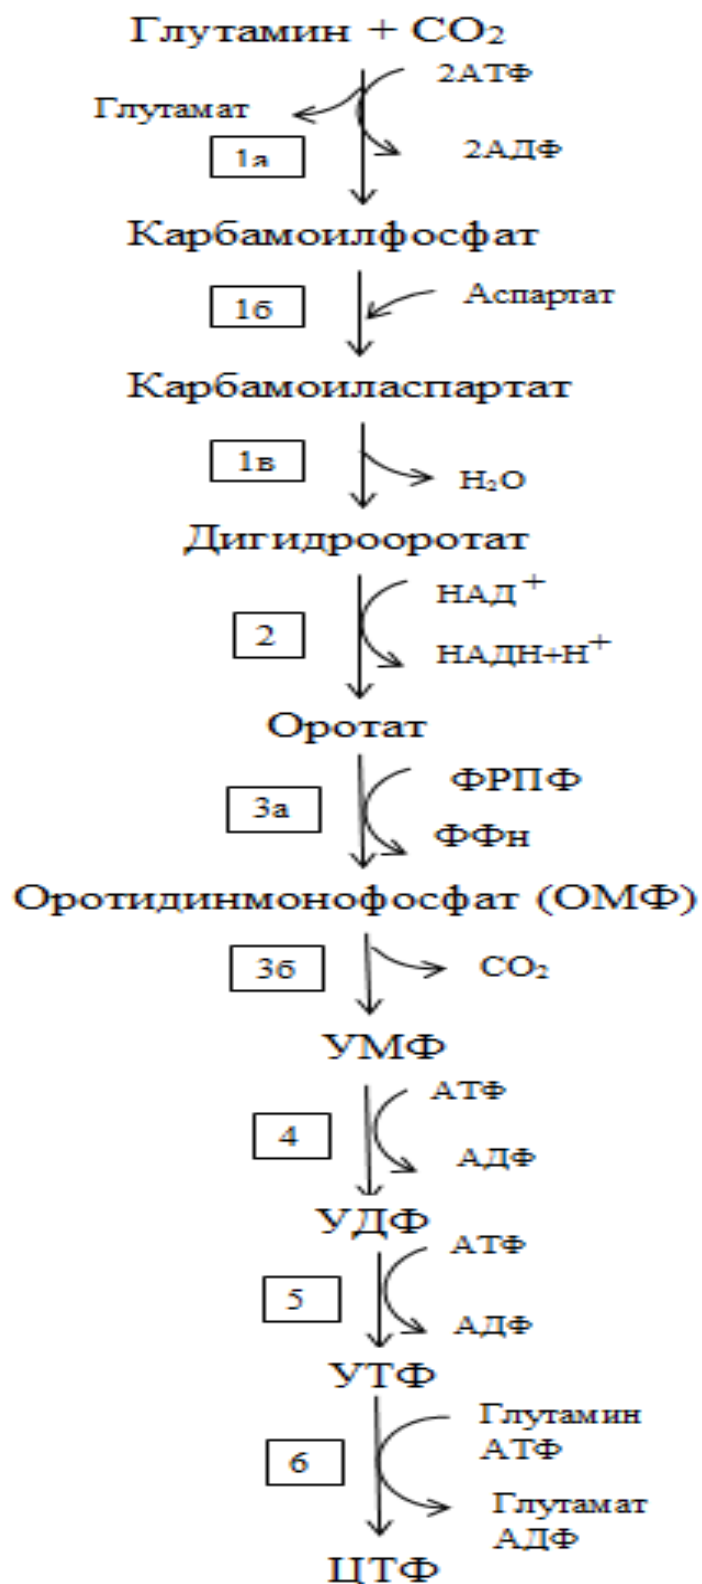 Глутамин + CO₂
2АТФ
Глутамат
2АДФ
1а
Карбамоилфосфат
Аспартат
1б
Карбамоиласпартат
1в
H₂O
Дигидрооротат
НАД⁺
2
НАДН+Н⁺
Оротат
ФРПФ
3а
ФФн
Оротидинмонофосфат (ОМФ)
3б
CO₂
УМФ
АТФ
4
АДФ
УДФ
АТФ
5
АДФ
УТФ
Глутамин
АТФ
6
Глутамат
АДФ
ЦТФ